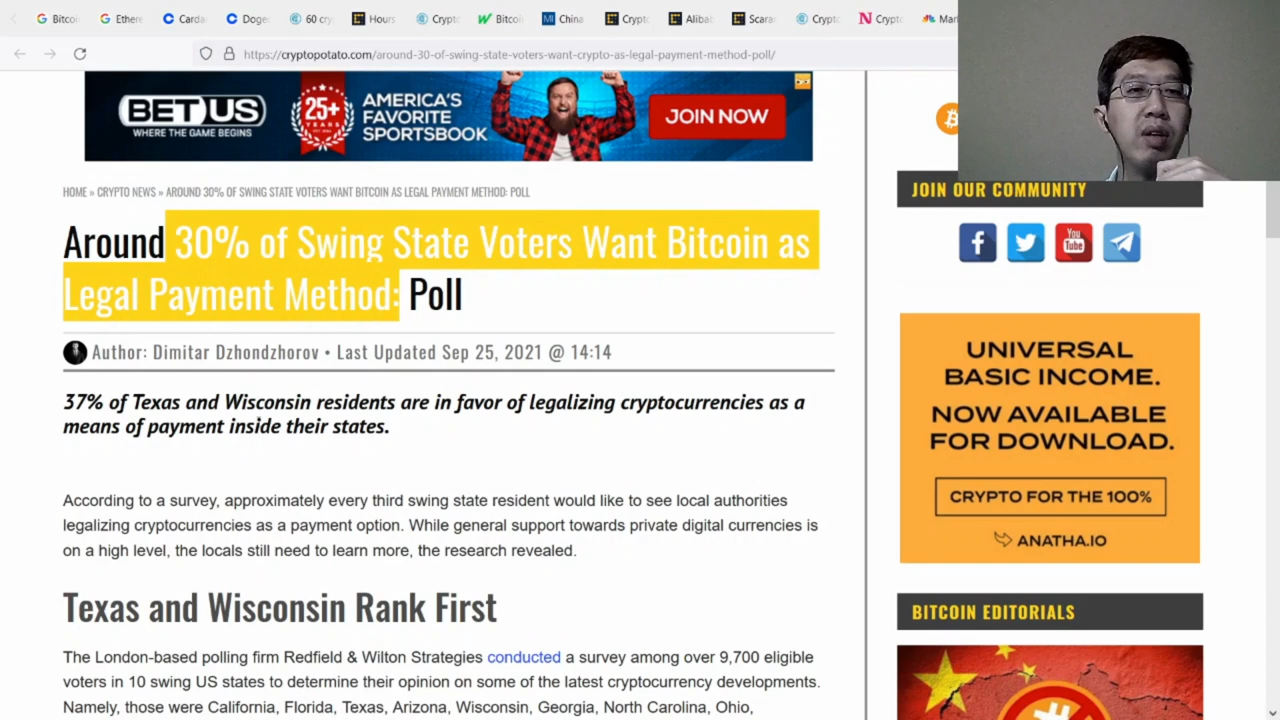 Bitcoi
Ethere
Carda
Doge
60 cry
Hours
Crypto
Bitcoi
China
Crypt
Alibab
Scarar
Crypto
Crypto
Mar
https://cryptopotato.com/around-30-of-swing-state-voters-want-crypto-as-legal-payment-method-poll/
BETUS
WHERE THE GAME BEGINS
25+
YEARS
AMERICA'S
FAVORITE
SPORTSBOOK
JOIN NOW
HOME » CRYPTO NEWS » AROUND 30% OF SWING STATE VOTERS WANT BITCOIN AS LEGAL PAYMENT METHOD: POLL
Around 30% of Swing State Voters Want Bitcoin as
Legal Payment Method: Poll
Author: Dimitar Dzhondzhorov • Last Updated Sep 25, 2021 @ 14:14
37% of Texas and Wisconsin residents are in favor of legalizing cryptocurrencies as a
means of payment inside their states.
According to a survey, approximately every third swing state resident would like to see local authorities
legalizing cryptocurrencies as a payment option. While general support towards private digital currencies is
on a high level, the locals still need to learn more, the research revealed.
Texas and Wisconsin Rank First
The London-based polling firm Redfield & Wilton Strategies conducted a survey among over 9,700 eligible
voters in 10 swing US states to determine their opinion on some of the latest cryptocurrency developments.
Namely, those were California, Florida, Texas, Arizona, Wisconsin, Georgia, North Carolina, Ohio,
JOIN OUR COMMUNITY
You
Tube
UNIVERSAL
BASIC INCOME.
NOW AVAILABLE
FOR DOWNLOAD.
CRYPTO FOR THE 100%
ANATHA.IO
BITCOIN EDITORIALS